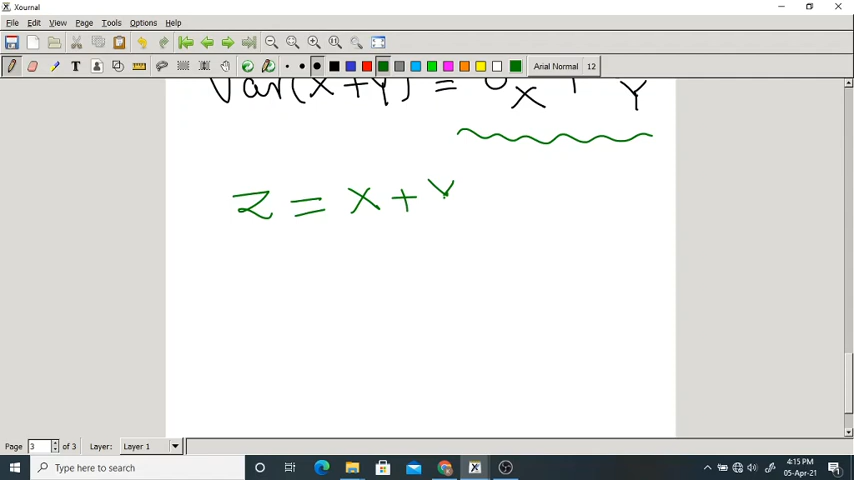 Xournal
File Edit View Page Tools Options Help
T Arial Normal 12
Var(X+Y) = σ X + Y
Z = X + Y
Page 3 of 3 Layer: Layer 1
Type here to search
4:15 PM
05-Apr-21